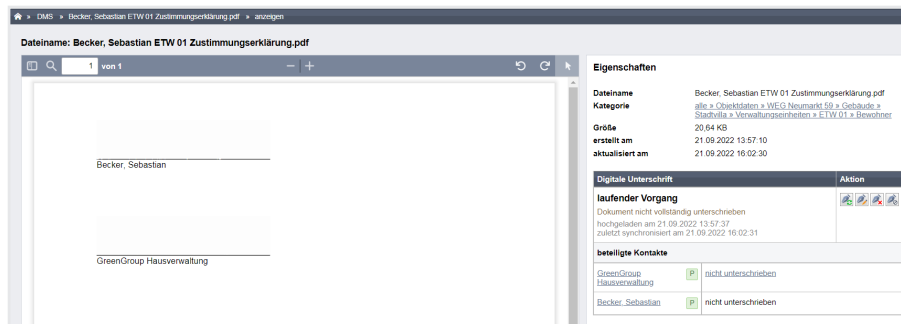 » DMS » Becker, Sebastian ETW 01 Zustimmungserklärung.pdf » anzeigen
Dateiname: Becker, Sebastian ETW 01 Zustimmungserklärung.pdf
1 von 1
Becker, Sebastian
GreenGroup Hausverwaltung
Eigenschaften
Dateiname Becker, Sebastian ETW 01 Zustimmungserklärung.pdf
Kategorie alle » Objektdaten » WEG Neumarkt 59 » Gebäude »
Stadtvilla » Verwaltungseinheiten » ETW 01 » Bewohner
Größe 20,64 KB
erstellt am 21.09.2022 13:57:10
aktualisiert am 21.09.2022 16:02:30
Digitale Unterschrift Aktion
laufender Vorgang
Dokument nicht vollständig unterschrieben
hochgeladen am 21.09.2022 13:57:37
zuletzt synchronisiert am 21.09.2022 16:02:31
beteiligte Kontakte
GreenGroup
Hausverwaltung P nicht unterschrieben
Becker, Sebastian P nicht unterschrieben